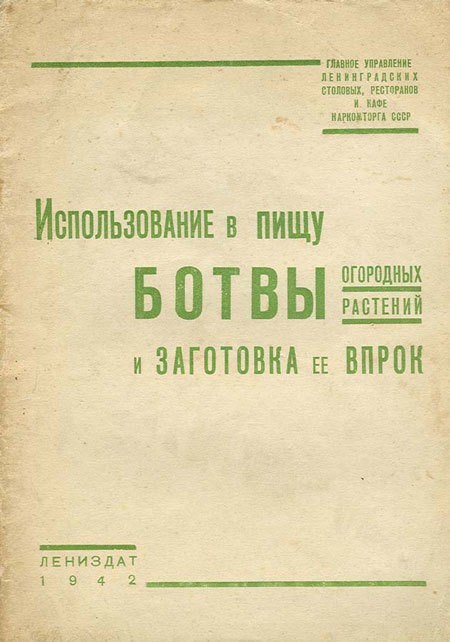 ГЛАВНОЕ УПРАВЛЕНИЕ
ЛЕНИНГРАДСКИХ
СТОЛОВЫХ, РЕСТОРАНОВ
И КАФЕ
НАРКОМТОРГА СССР
ИСПОЛЬЗОВАНИЕ В ПИЩУ
БОТВЫ ОГОРОДНЫХ
РАСТЕНИЙ
И ЗАГОТОВКА ЕЕ ВПРОК
ЛЕНИЗДАТ
1942